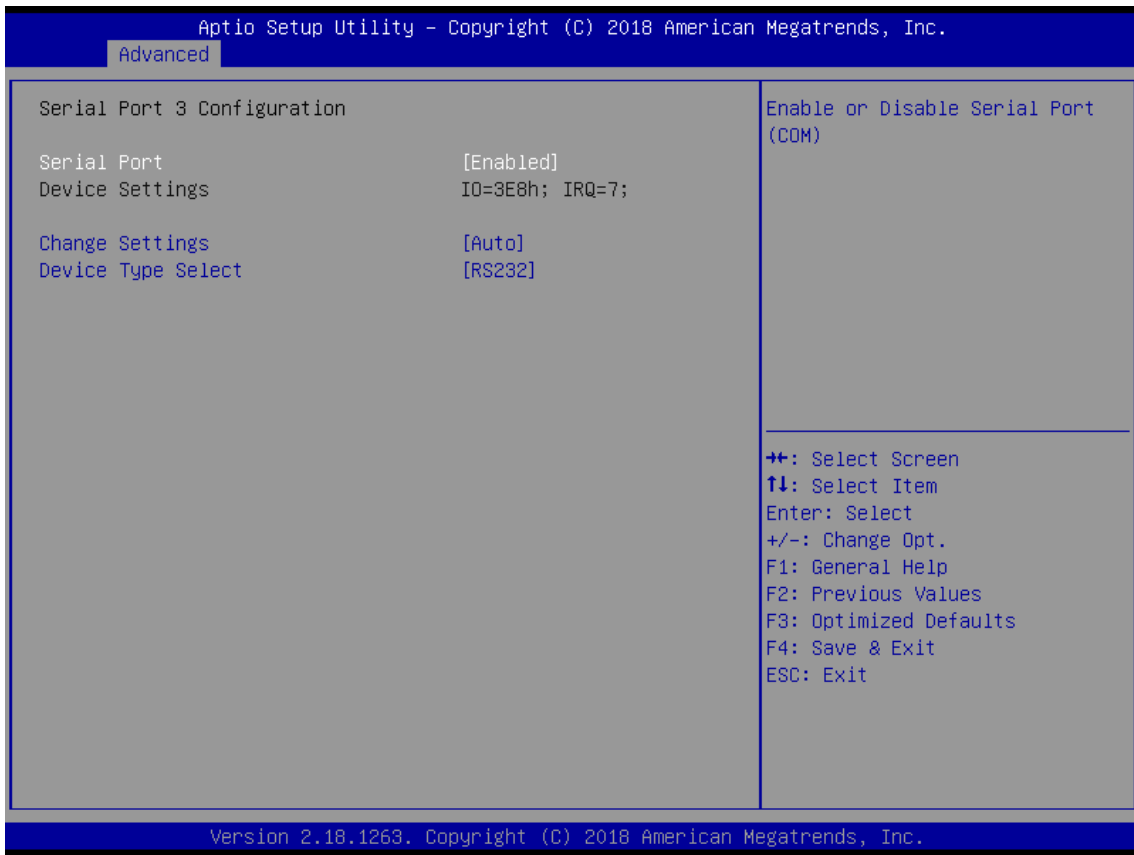 Aptio Setup Utility – Copyright (C) 2018 American Megatrends, Inc.
Advanced
Serial Port 3 Configuration
Serial Port [Enabled]
Device Settings IO=3E8h; IRQ=7;
Change Settings [Auto]
Device Type Select [RS232]
Enable or Disable Serial Port
(COM)
→←: Select Screen
↑↓: Select Item
Enter: Select
+/-: Change Opt.
F1: General Help
F2: Previous Values
F3: Optimized Defaults
F4: Save & Exit
ESC: Exit
Version 2.18.1263. Copyright (C) 2018 American Megatrends, Inc.